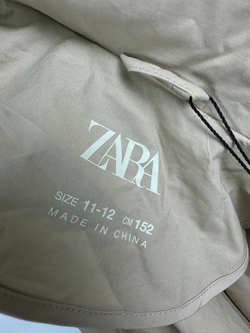 ZARA
SIZE 11-12 CM 152
MADE IN CHINA